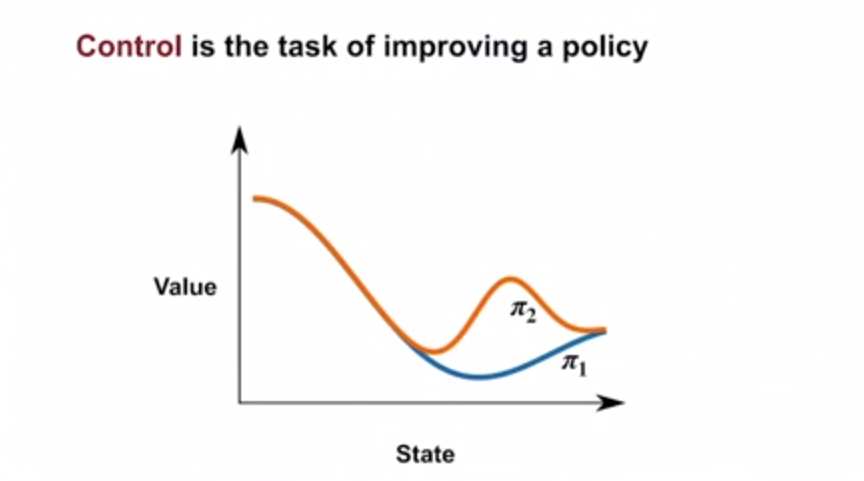 Control is the task of improving a policy
Value
π₂
π₁
State